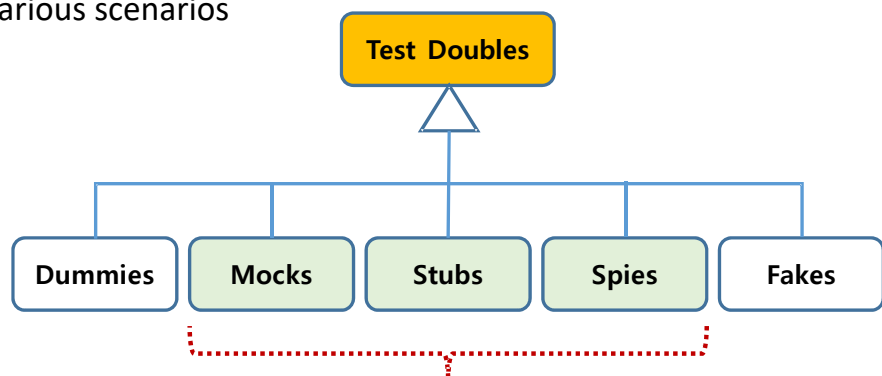 arious scenarios
Test Doubles
Dummies
Mocks
Stubs
Spies
Fakes